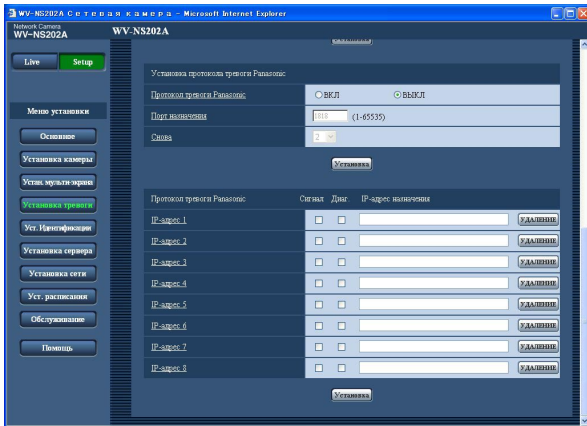 WV-NS202A Сетевая камера - Microsoft Internet Explorer
Network Camera
WV-NS202A
WV-NS202A
Live Setup
Установка
Установка протокола тревоги Panasonic
Протокол тревоги Panasonic ВКЛ ВЫКЛ
Меню установки
Порт назначения 1818 (1-65535)
Основное
Снова 2
Установка камеры
Установка
Устан. мульти-экрана
Установка тревоги
Протокол тревоги Panasonic Сигнал Диаг. IP-адрес назначения
Уст. Идентификации
IP-адрес 1 УДАЛЕНИЕ
IP-адрес 2 УДАЛЕНИЕ
Установка сервера
IP-адрес 3 УДАЛЕНИЕ
Установка сети
IP-адрес 4 УДАЛЕНИЕ
Уст. расписания
IP-адрес 5 УДАЛЕНИЕ
Обслуживание
IP-адрес 6 УДАЛЕНИЕ
Помощь
IP-адрес 7 УДАЛЕНИЕ
IP-адрес 8 УДАЛЕНИЕ
Установка